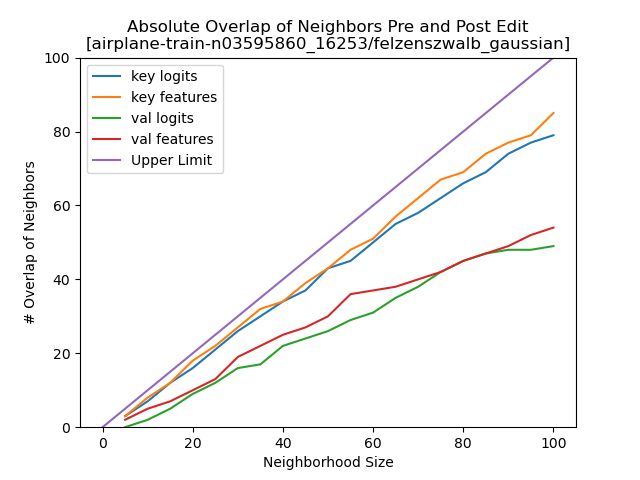 Absolute Overlap of Neighbors Pre and Post Edit
[airplane-train-n03595860_16253/felzenszwalb_gaussian]
key logits
key features
val logits
val features
Upper Limit
# Overlap of Neighbors
100
80
60
40
20
0
0 20 40 60 80 100
Neighborhood Size